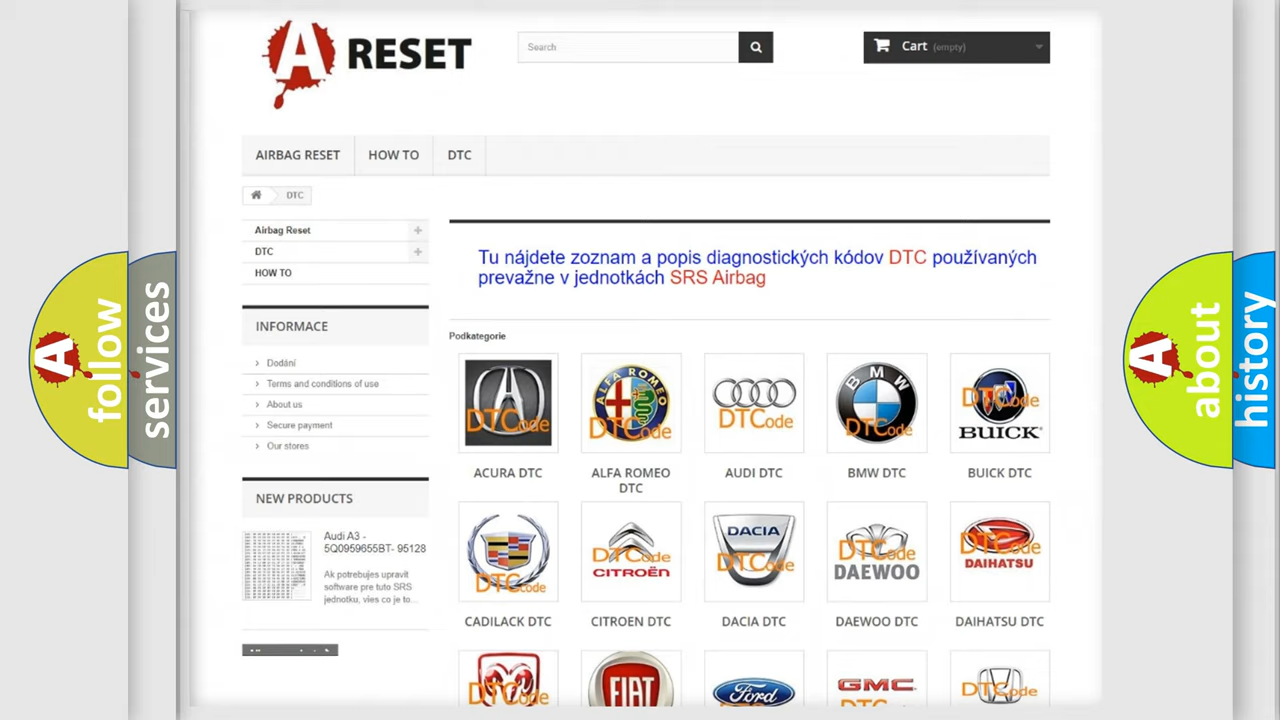 A RESET
Search
Cart (empty)
AIRBAG RESET
HOW TO
DTC
DTC
Airbag Reset
DTC
HOW TO
Tu nájdete zoznam a popis diagnostických kódov DTC používaných
prevažne v jednotkách SRS Airbag
INFORMACE
Dodání
Terms and conditions of use
About us
Secure payment
Our stores
NEW PRODUCTS
Audi A3 -
5Q0959655BT- 95128
Ak potrebujes upravit
software pre tuto SRS
jednotku, vies co je to...
Podkategorie
DTCode
ALFA ROMEO
DTCode
DTCode
BMW
DTCode
DTCode
BUICK
ACURA DTC
ALFA ROMEO
DTC
AUDI DTC
BMW DTC
BUICK DTC
DTCode
DTCode
CITROËN
DACIA
DTCode
DTCode
DAEWOO
DTCode
DAIHATSU
CADILACK DTC
CITROEN DTC
DACIA DTC
DAEWOO DTC
DAIHATSU DTC
DTCode
FIAT
Ford
GMC
DTCode
A follow
services
A about
history